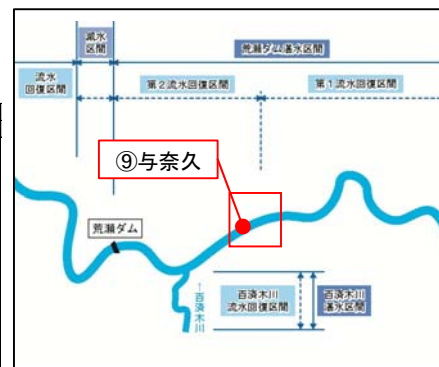 減水
区間
荒瀬ダム湛水区間
流水
回復区間
第2流水回復区間
第1流水回復区間
⑨与奈久
荒瀬ダム
←百済木川
百済木川
流水回復区間
百済木川
湛水区間